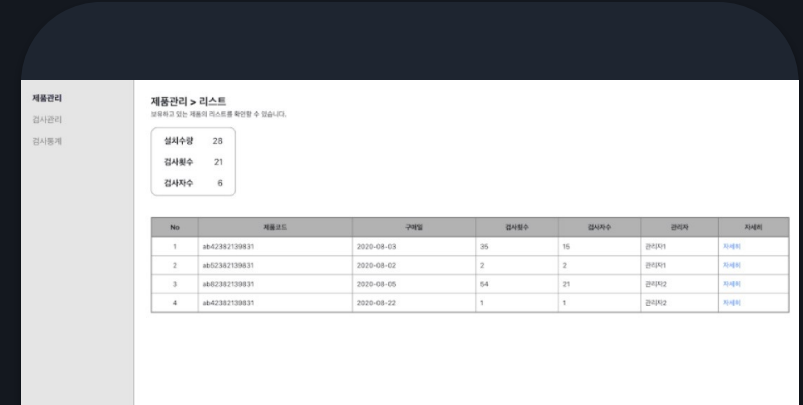 제품관리
검사관리
검사통계
제품관리 > 리스트
보유하고 있는 제품의 리스트를 확인할 수 있습니다.
설치수량 28
검사횟수 21
검사자수 6
No 제품코드 구매일 검사횟수 검사자수 관리자 자세히
1 ab42382139831 2020-08-03 35 15 관리자1 자세히
2 ab52382139831 2020-08-02 2 2 관리자1 자세히
3 ab62382139831 2020-08-05 54 21 관리자2 자세히
4 ab42382139831 2020-08-22 1 1 관리자2 자세히